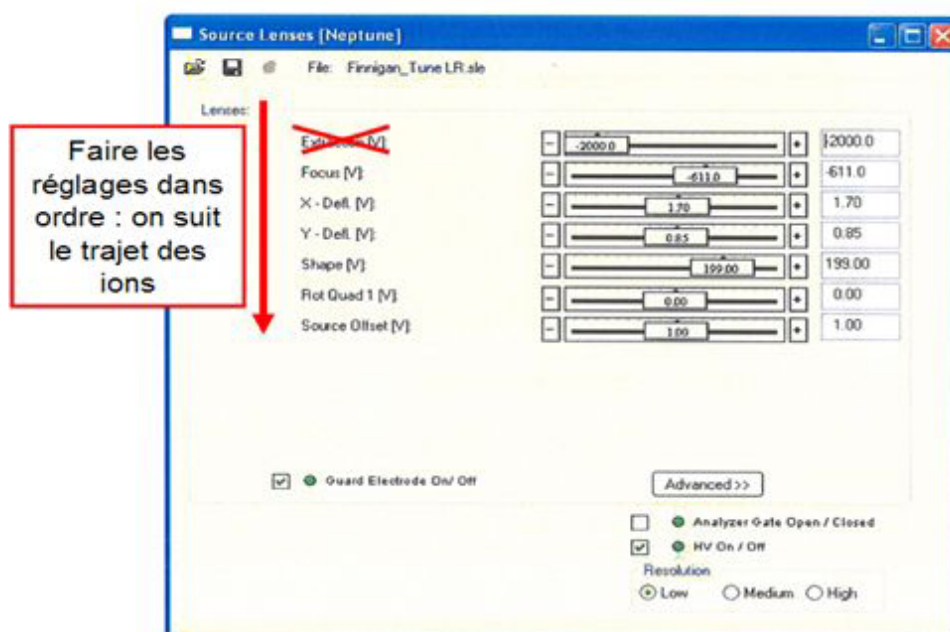 Source Lenses [Neptune]
File: Finnigan_Tune LR.sle
Lenses:
Faire les
réglages dans
ordre : on suit
le trajet des
ions
Extraction [V]: - -2000.0 + -2000.0
Focus [V]: - -611.0 + -611.0
X - Defl. [V]: - 1.70 + 1.70
Y - Defl. [V]: - 0.85 + 0.85
Shape [V]: - 199.00 + 199.00
Rot Quad 1 [V]: - 0.00 + 0.00
Source Offset [V]: - 1.00 + 1.00
Guard Electrode On/ Off
Advanced >>
Analyzer Gate Open / Closed
HV On / Off
Resolution
Low Medium High